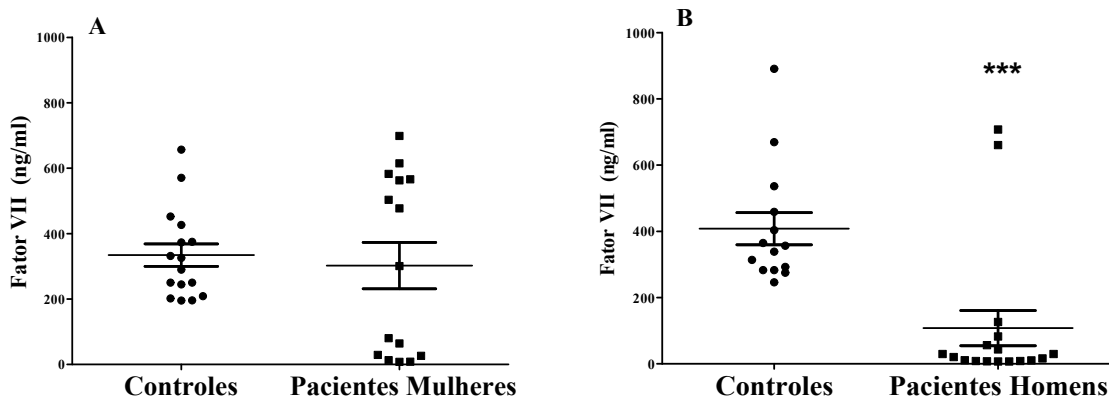 A
1000
800
600
400
200
0
Fator VII (ng/ml)
Controles Pacientes Mulheres
B
1000
800
600
400
200
0
Fator VII (ng/ml)
***
Controles Pacientes Homens